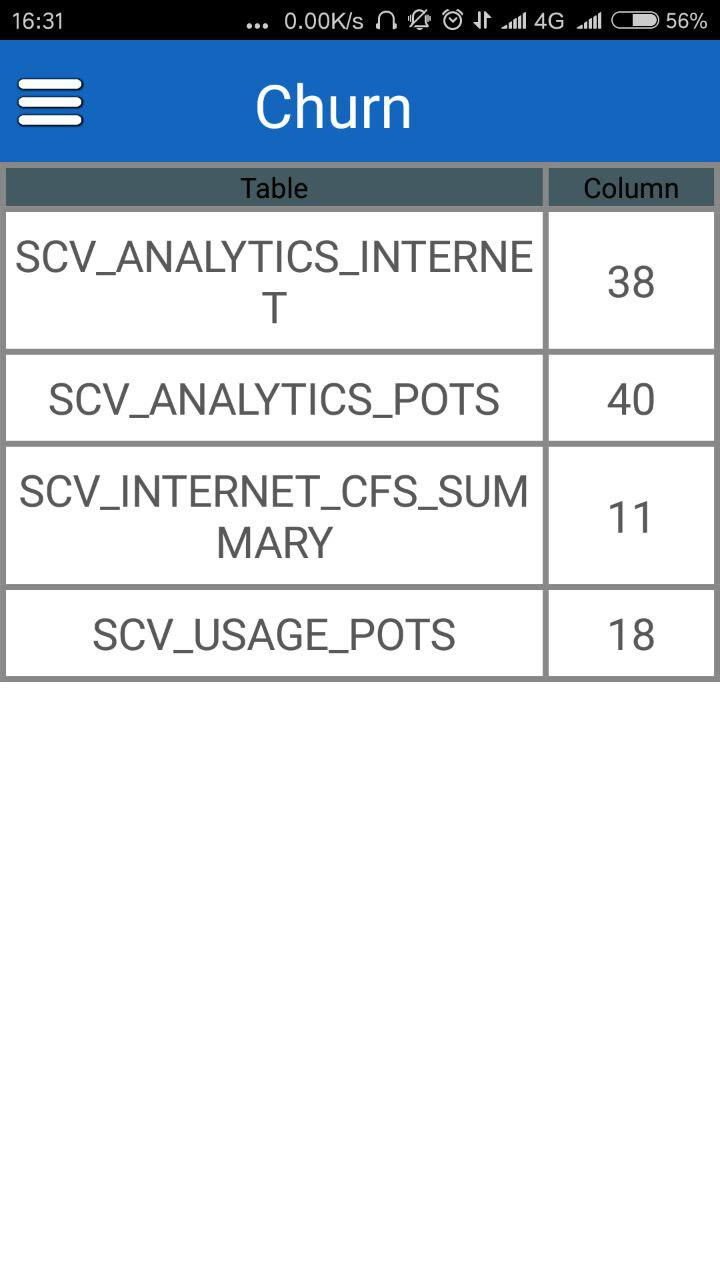 16:31 ... 0.00K/s 4G 56%
Churn
Table Column
SCV_ANALYTICS_INTERNE
T 38
SCV_ANALYTICS_POTS 40
SCV_INTERNET_CFS_SUM
MARY 11
SCV_USAGE_POTS 18